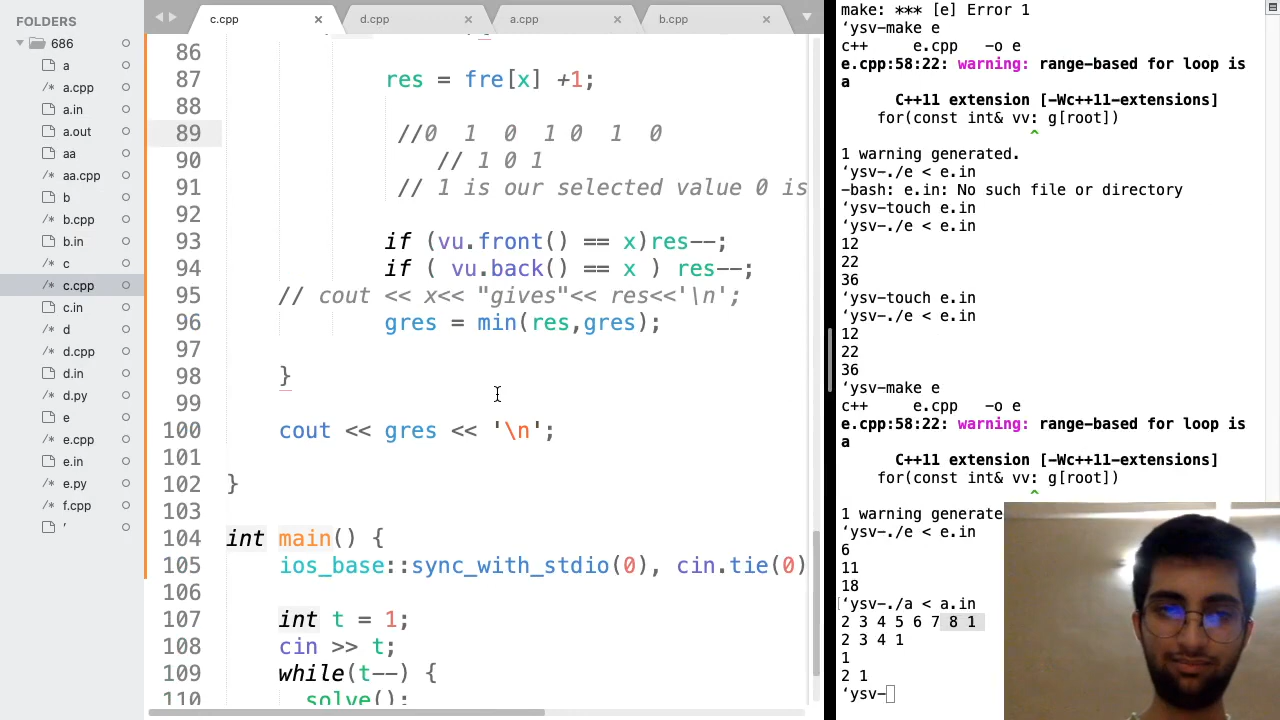 FOLDERS
686
a
/* a.cpp
a.in
a.out
aa
/* aa.cpp
b
/* b.cpp
b.in
c
/* c.cpp
c.in
d
/* d.cpp
d.in
/* d.py
e
/* e.cpp
e.in
/* e.py
/* f.cpp
'
c.cpp
d.cpp
a.cpp
b.cpp
86
87 res = fre[x] +1;
88
89 //0 1 0 1 0 1 0
90 // 1 0 1
91 // 1 is our selected value 0 is
92
93 if (vu.front() == x)res--;
94 if ( vu.back() == x ) res--;
95 // cout << x<< "gives"<< res<<'\n';
96 gres = min(res,gres);
97
98 }
99
100 cout << gres << '\n';
101
102 }
103
104 int main() {
105 ios_base::sync_with_stdio(0), cin.tie(0)
106
107 int t = 1;
108 cin >> t;
109 while(t--) {
110 solve();
make: *** [e] Error 1
‘ysv-make e
c++ e.cpp -o e
e.cpp:58:22: warning: range-based for loop is
a
C++11 extension [-Wc++11-extensions]
for(const int& vv: g[root])
^
1 warning generated.
‘ysv-./e < e.in
-bash: e.in: No such file or directory
‘ysv-touch e.in
‘ysv-./e < e.in
12
22
36
‘ysv-touch e.in
‘ysv-./e < e.in
12
22
36
‘ysv-make e
c++ e.cpp -o e
e.cpp:58:22: warning: range-based for loop is
a
C++11 extension [-Wc++11-extensions]
for(const int& vv: g[root])
^
1 warning generate
‘ysv-./e < e.in
6
11
18
‘ysv-./a < a.in
2 3 4 5 6 7 8 1
2 3 4 1
1
2 1
‘ysv-